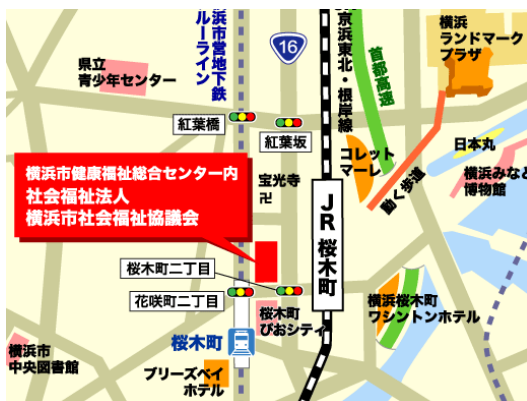 横浜市営地下鉄
ブルーライン
16
京浜東北・根岸線
首都高速
横浜
ランドマーク
プラザ
県立
青少年センター
紅葉橋
紅葉坂
コレット
マーレ
日本丸
横浜みなと
博物館
動く歩道
横浜市健康福祉総合センター内
社会福祉法人
横浜市社会福祉協議会
宝光寺
卍
JR桜木町
桜木町二丁目
花咲町二丁目
桜木町
ぴおシティ
横浜桜木町
ワシントンホテル
桜木町
横浜市
中央図書館
ブリーズベイ
ホテル